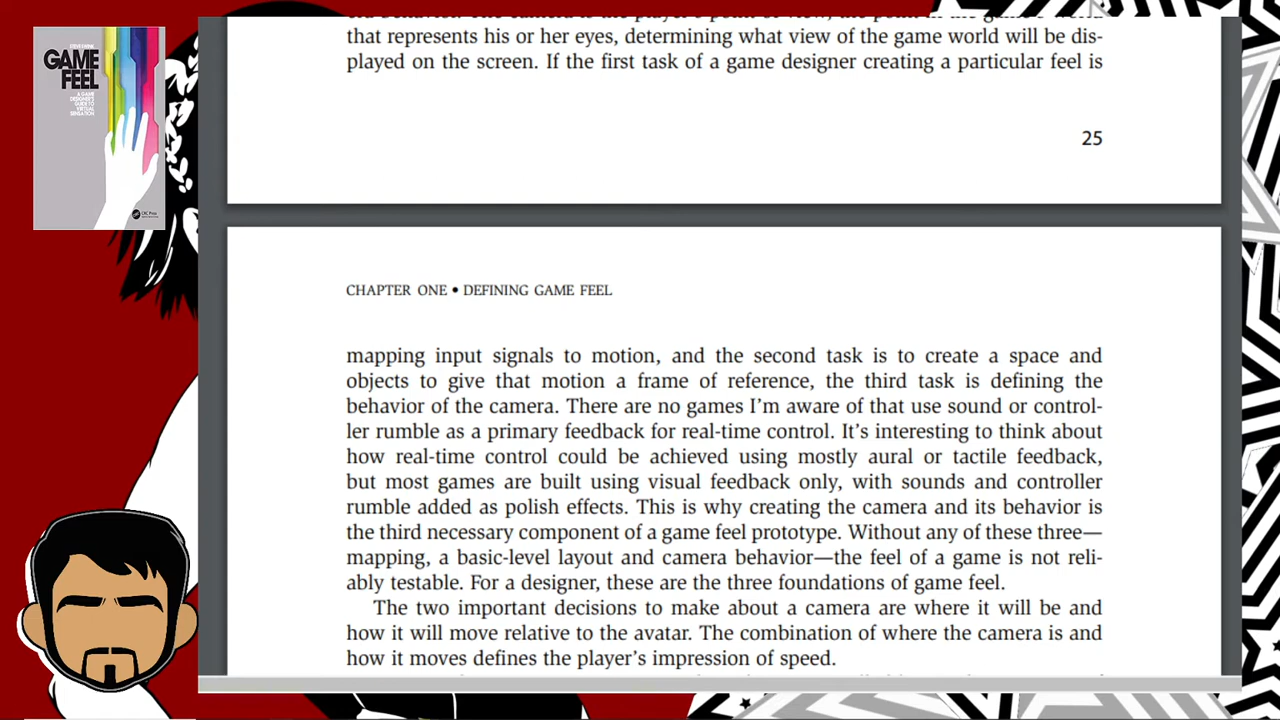 GAME
FEEL
A GAME
DESIGNER'S
GUIDE TO
VIRTUAL
SENSATION
CRC Press
that represents his or her eyes, determining what view of the game world will be dis-
played on the screen. If the first task of a game designer creating a particular feel is
25
CHAPTER ONE • DEFINING GAME FEEL
mapping input signals to motion, and the second task is to create a space and
objects to give that motion a frame of reference, the third task is defining the
behavior of the camera. There are no games I'm aware of that use sound or control-
ler rumble as a primary feedback for real-time control. It's interesting to think about
how real-time control could be achieved using mostly aural or tactile feedback,
but most games are built using visual feedback only, with sounds and controller
rumble added as polish effects. This is why creating the camera and its behavior is
the third necessary component of a game feel prototype. Without any of these three—
mapping, a basic-level layout and camera behavior—the feel of a game is not reli-
ably testable. For a designer, these are the three foundations of game feel.
The two important decisions to make about a camera are where it will be and
how it will move relative to the avatar. The combination of where the camera is and
how it moves defines the player's impression of speed.